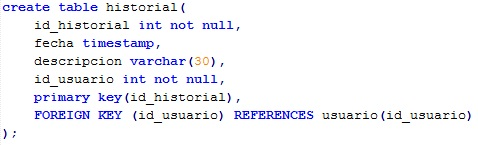 create table historial(
id_historial int not null,
fecha timestamp,
descripcion varchar(30),
id_usuario int not null,
primary key(id_historial),
FOREIGN KEY (id_usuario) REFERENCES usuario(id_usuario)
);